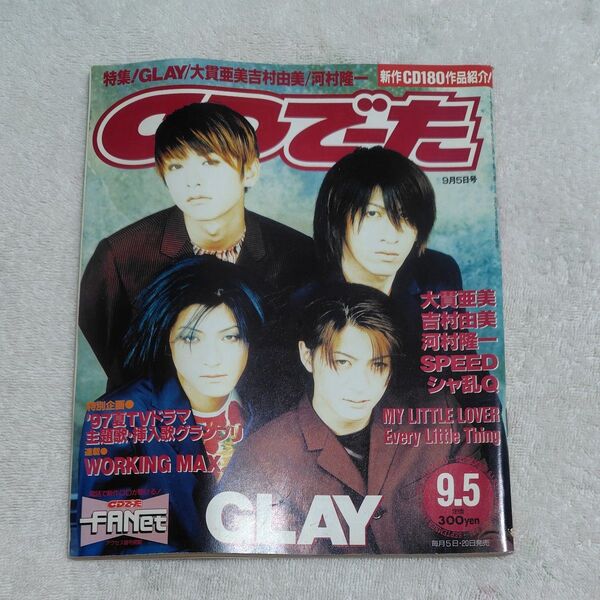 特集!GLAY/大貫亜美吉村由美/河村隆一
新作CD180作品紹介!
CDでーた
9月5日号
大貫亜美
吉村由美
河村隆一
SPEED
シャ乱Q
MY LITTLE LOVER
Every Little Thing
特別企画●
'97夏TVドラマ
主題歌・挿入歌グランプリ
連載●
WORKING MAX
CDでーた
FANet
GLAY
9.5
定価
300yen
毎月5日・20日発売